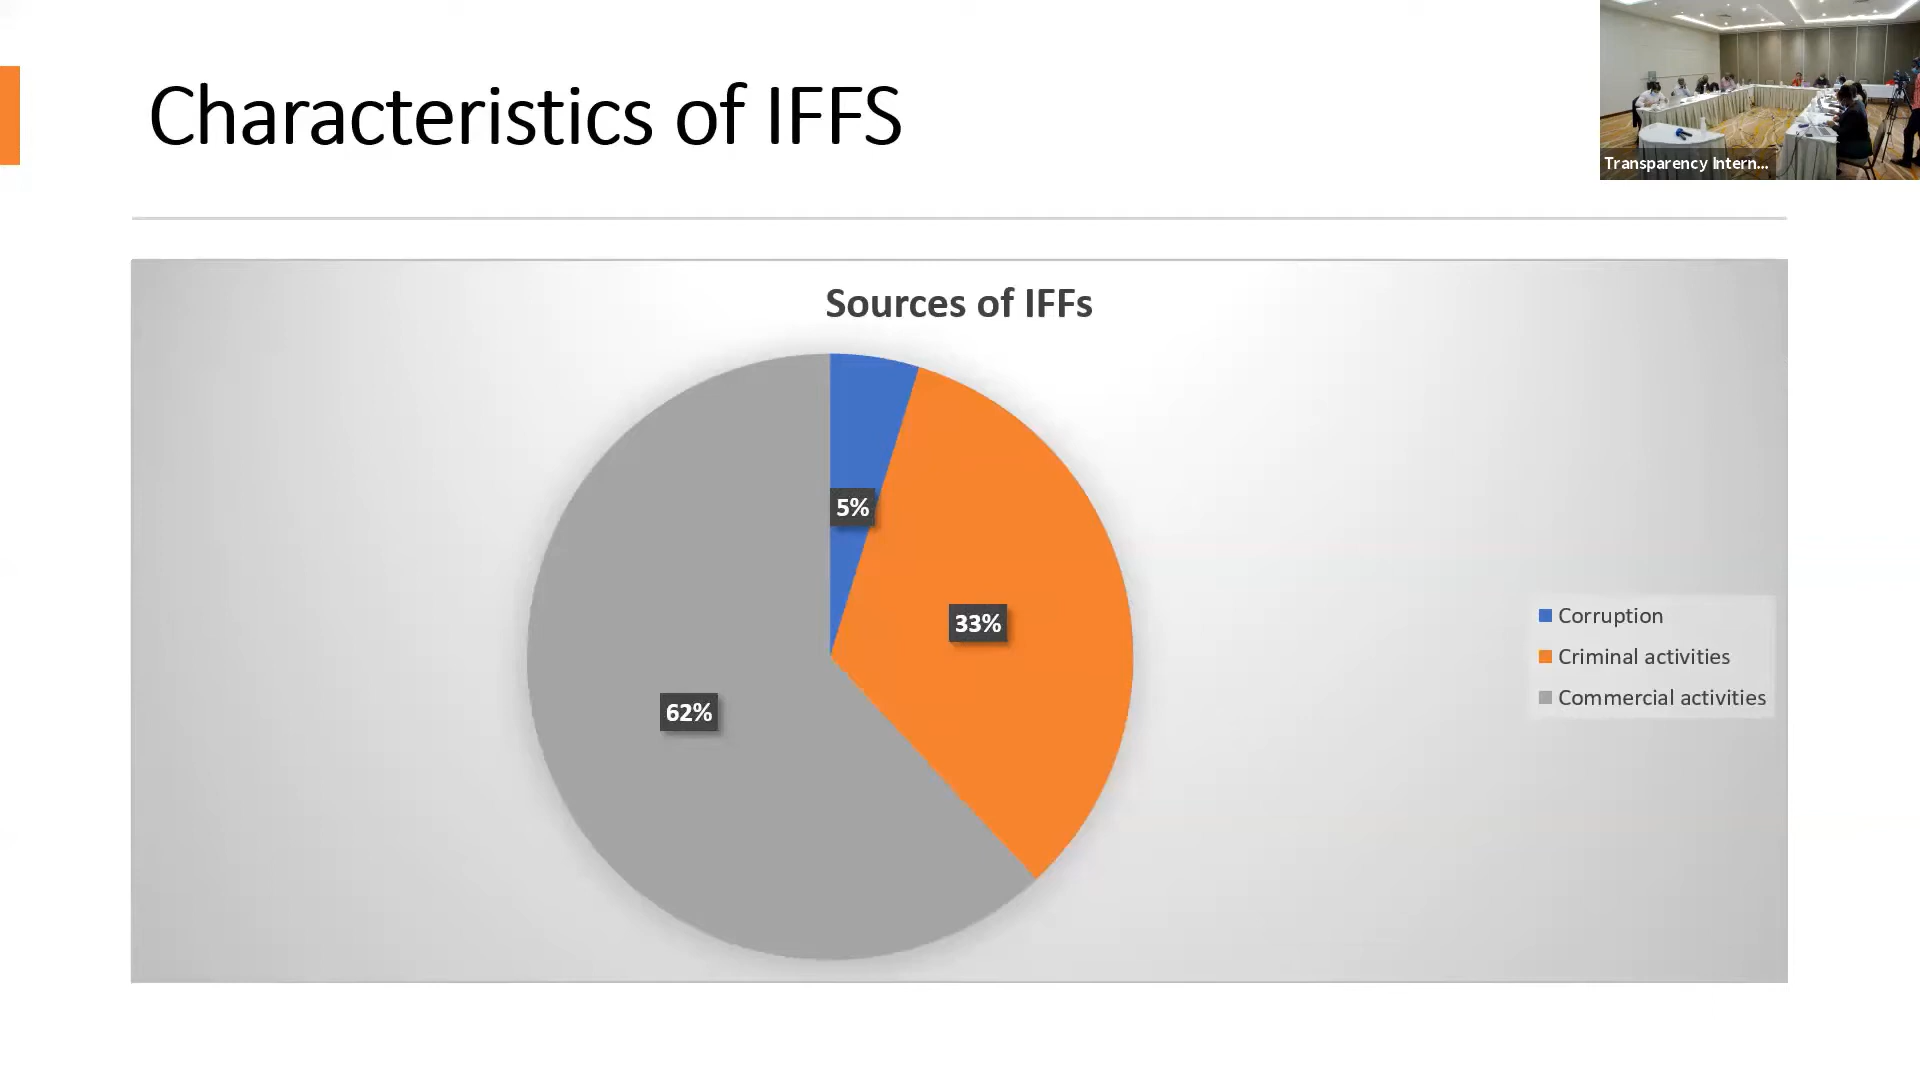 Characteristics of IFFS
Transparency Intern...
Sources of IFFs
5%
33%
62%
Corruption
Criminal activities
Commercial activities